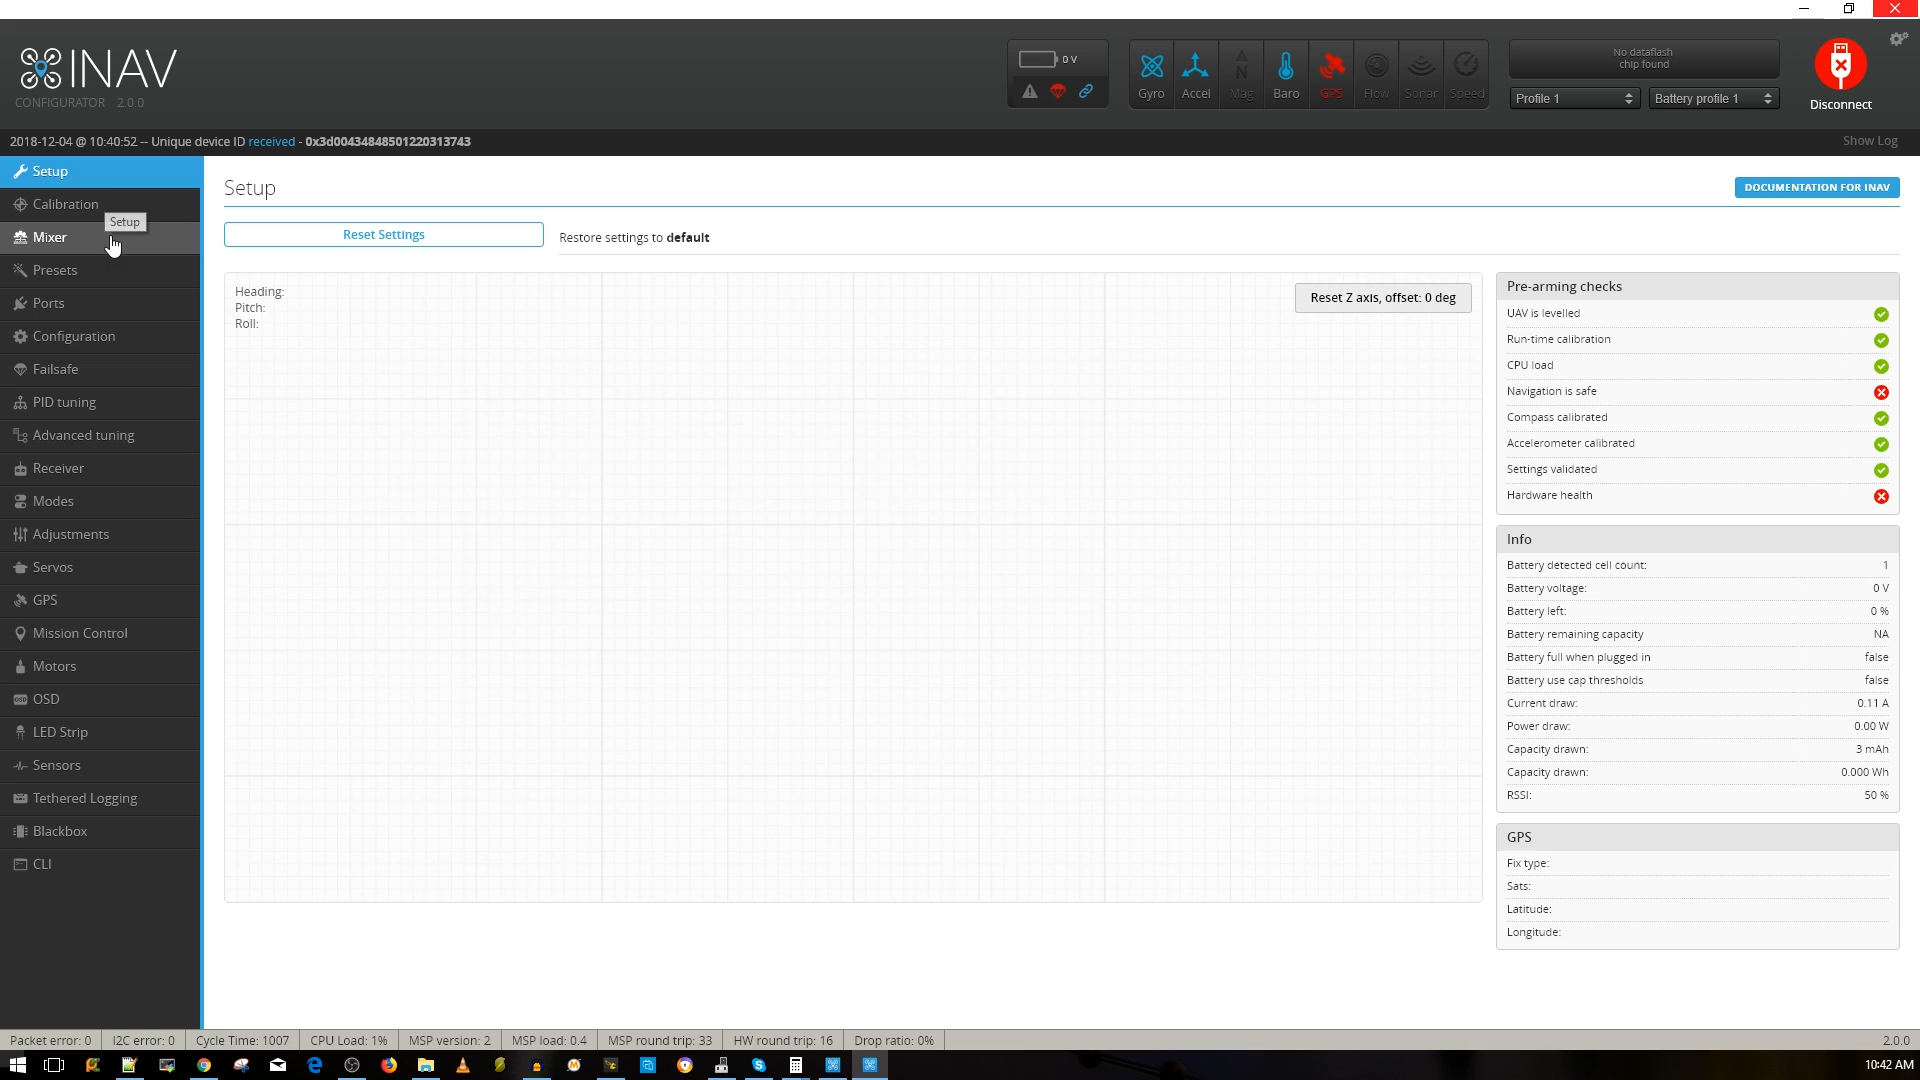 INAV
CONFIGURATOR 2.0.0
0 V
Gyro
Accel
Mag
Baro
GPS
Flow
Sonar
Speed
No dataflash
chip found
Profile 1
Battery profile 1
Disconnect
2018-12-04 @ 10:40:52 -- Unique device ID received - 0x3d00434848501220313743
Show Log
Setup
Calibration
Setup
Mixer
Presets
Ports
Configuration
Failsafe
PID tuning
Advanced tuning
Receiver
Modes
Adjustments
Servos
GPS
Mission Control
Motors
OSD
LED Strip
Sensors
Tethered Logging
Blackbox
CLI
Setup
DOCUMENTATION FOR INAV
Reset Settings
Restore settings to default
Heading:
Pitch:
Roll:
Reset Z axis, offset: 0 deg
Pre-arming checks
UAV is levelled
Run-time calibration
CPU load
Navigation is safe
Compass calibrated
Accelerometer calibrated
Settings validated
Hardware health
Info
Battery detected cell count: 1
Battery voltage: 0 V
Battery left: 0 %
Battery remaining capacity NA
Battery full when plugged in false
Battery use cap thresholds false
Current draw: 0.11 A
Power draw: 0.00 W
Capacity drawn: 3 mAh
Capacity drawn: 0.000 Wh
RSSI: 50 %
GPS
Fix type:
Sats:
Latitude:
Longitude:
Packet error: 0
I2C error: 0
Cycle Time: 1007
CPU Load: 1%
MSP version: 2
MSP load: 0.4
MSP round trip: 33
HW round trip: 16
Drop ratio: 0%
2.0.0
10:42 AM